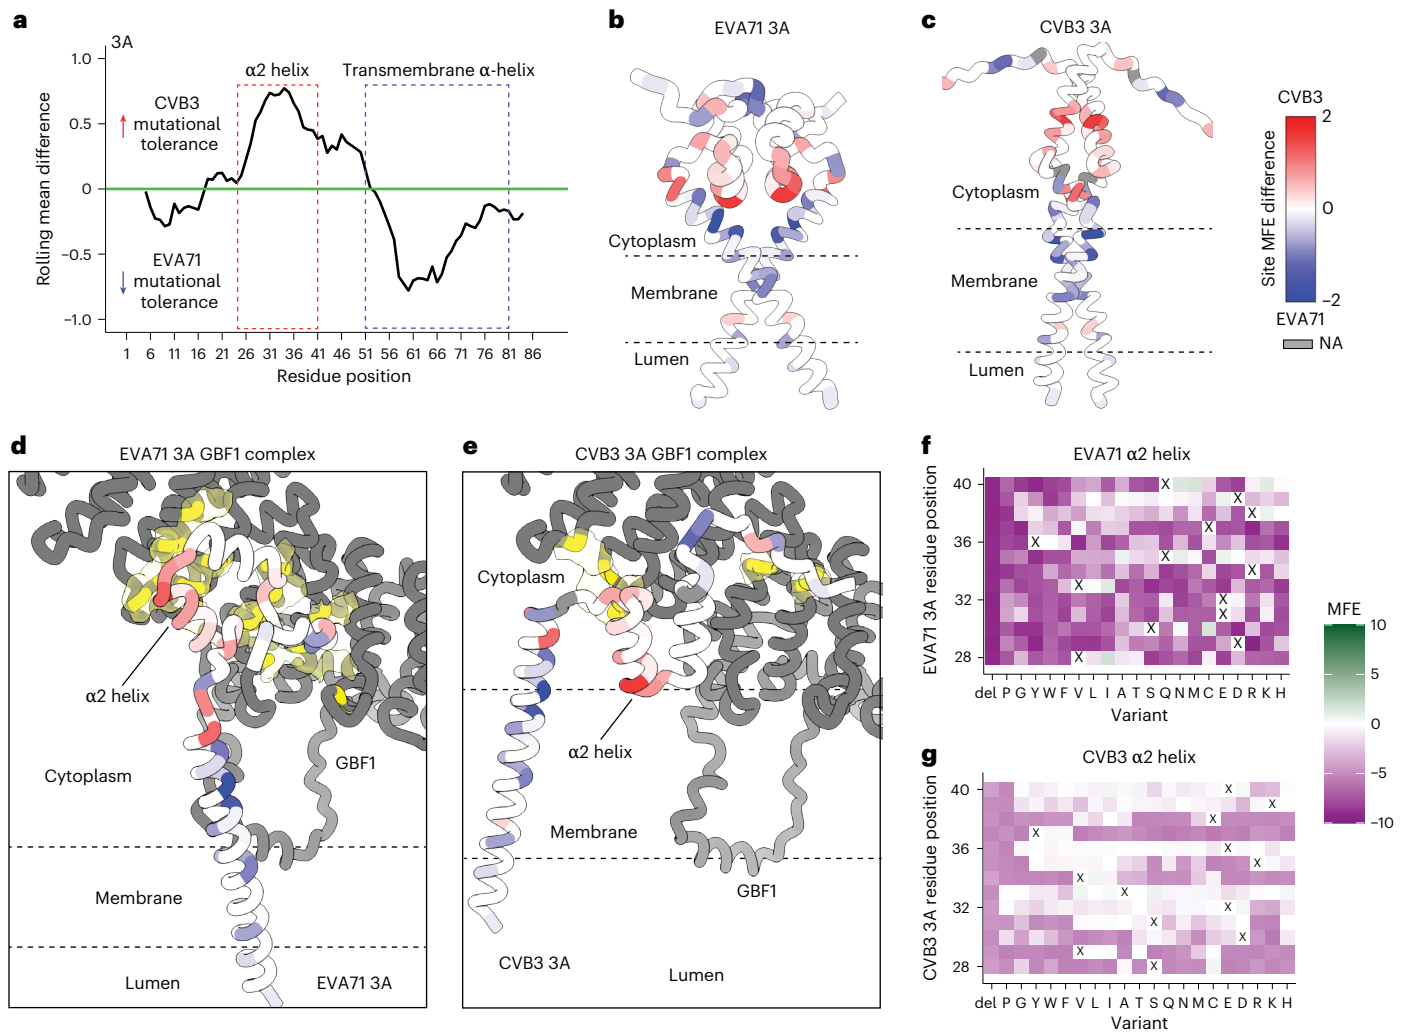 a
3A
1.0
0.5
0
−0.5
−1.0
Rolling mean difference
CVB3
mutational
tolerance
EVA71
mutational
tolerance
α2 helix
Transmembrane α-helix
1 6 11 16 21 26 31 36 41 46 51 56 61 66 71 76 81 86
Residue position
b
EVA71 3A
Cytoplasm
Membrane
Lumen
c
CVB3 3A
Cytoplasm
Membrane
Lumen
CVB3
2
0
−2
Site MFE difference
EVA71
NA
d
EVA71 3A GBF1 complex
α2 helix
Cytoplasm
GBF1
Membrane
Lumen
EVA71 3A
e
CVB3 3A GBF1 complex
Cytoplasm
α2 helix
Membrane
GBF1
CVB3 3A
Lumen
f
EVA71 α2 helix
EVA71 3A residue position
40
X
X
X
X
36
X
X
X
X
32
X
X
X
X
28
X
del P G Y W F V L I A T S Q N M C E D R K H
Variant
g
CVB3 α2 helix
CVB3 3A residue position
40
X
X
X
X
36
X
X
X
X
32
X
X
X
X
28
X
del P G Y W F V L I A T S Q N M C E D R K H
Variant
MFE
10
5
0
−5
−10